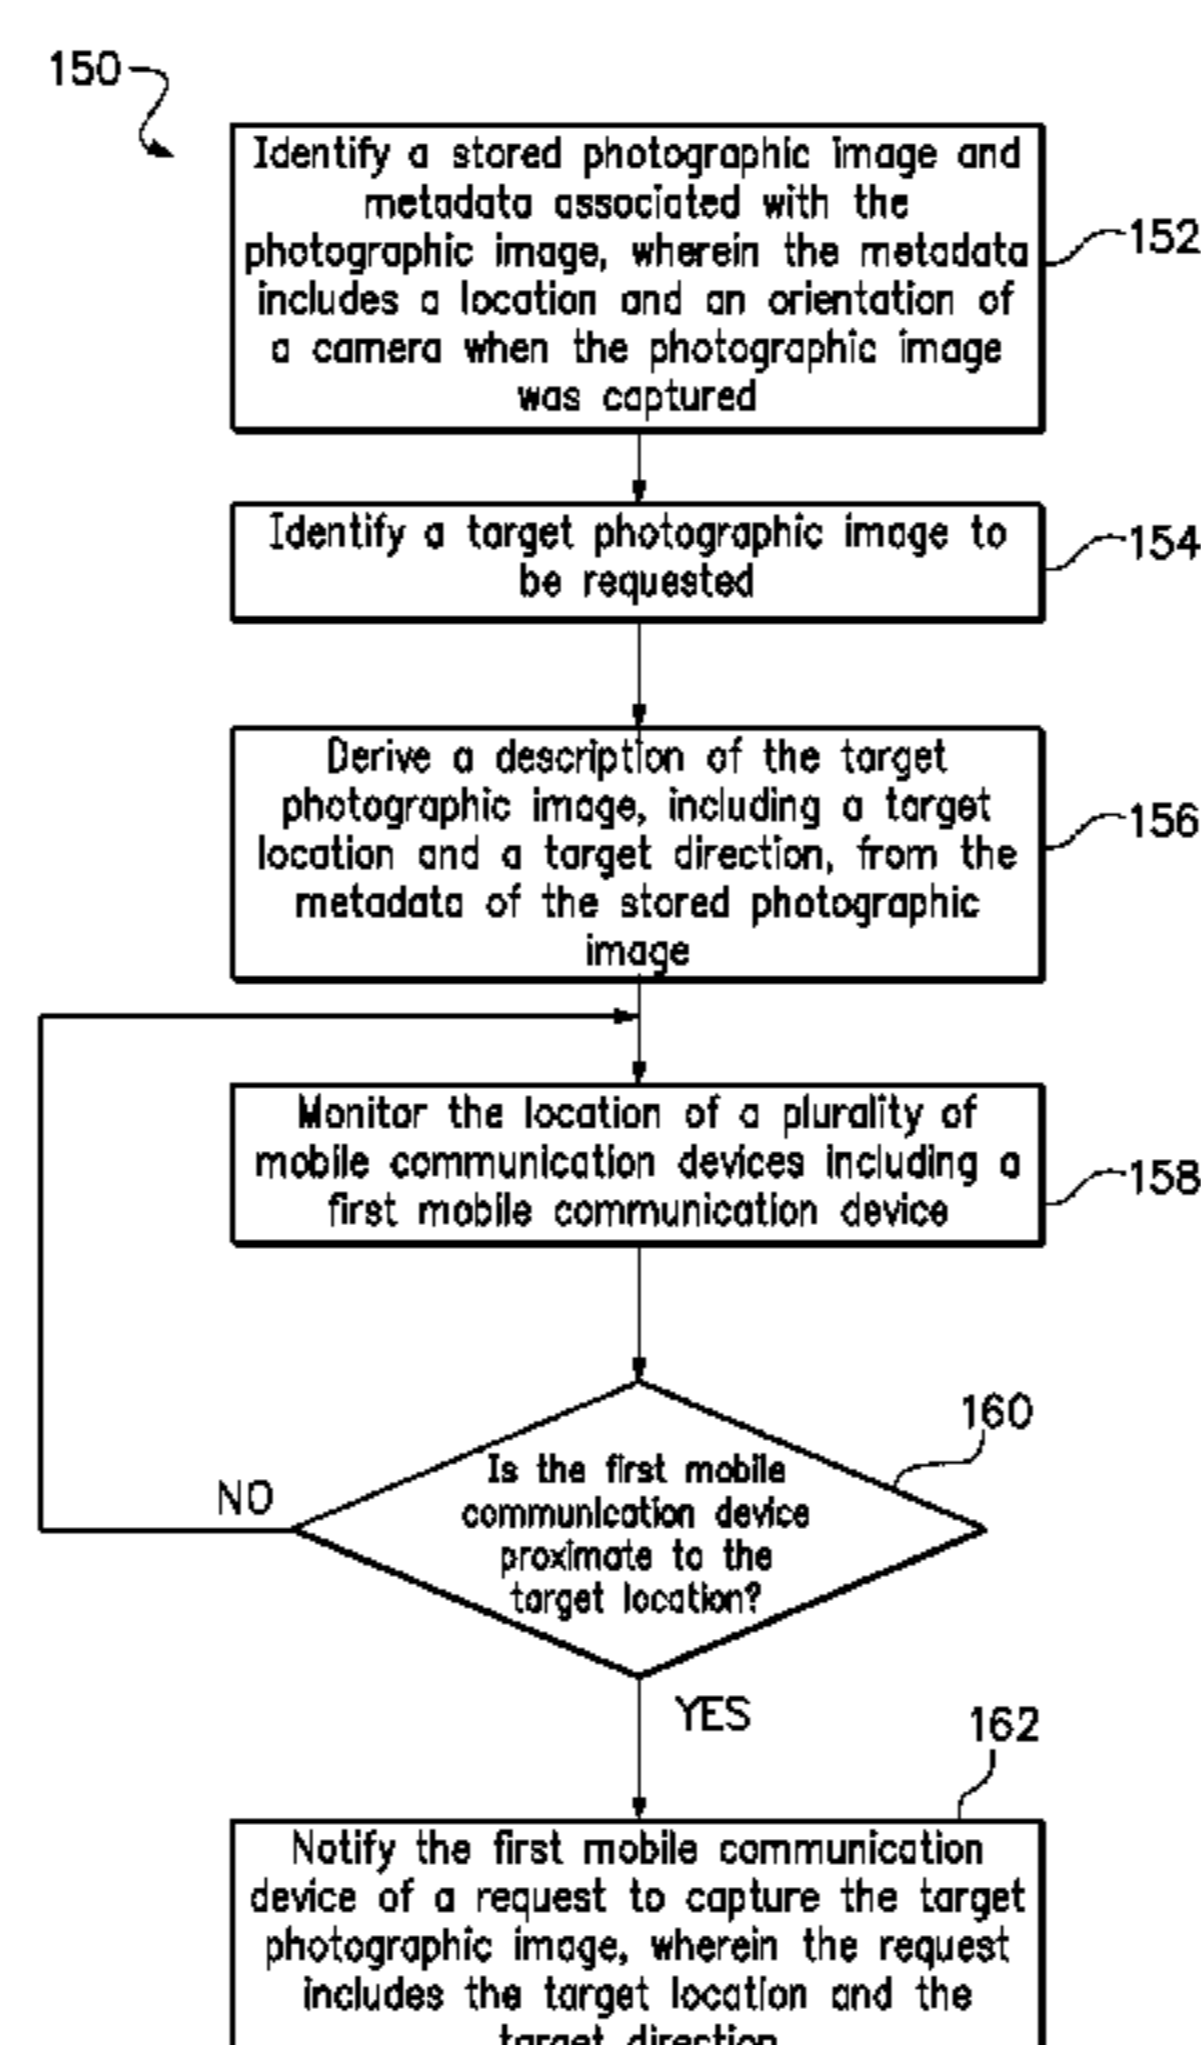 150
Identify a stored photographic image and
metadata associated with the
photographic image, wherein the metadata
includes a location and an orientation of
a camera when the photographic image
was captured
152
Identify a target photographic image to
be requested
154
Derive a description of the target
photographic image, including a target
location and a target direction, from the
metadata of the stored photographic
image
156
Monitor the location of a plurality of
mobile communication devices including a
first mobile communication device
158
160
Is the first mobile
communication device
proximate to the
target location?
NO
YES
162
Notify the first mobile communication
device of a request to capture the target
photographic image, wherein the request
includes the target location and the
target direction